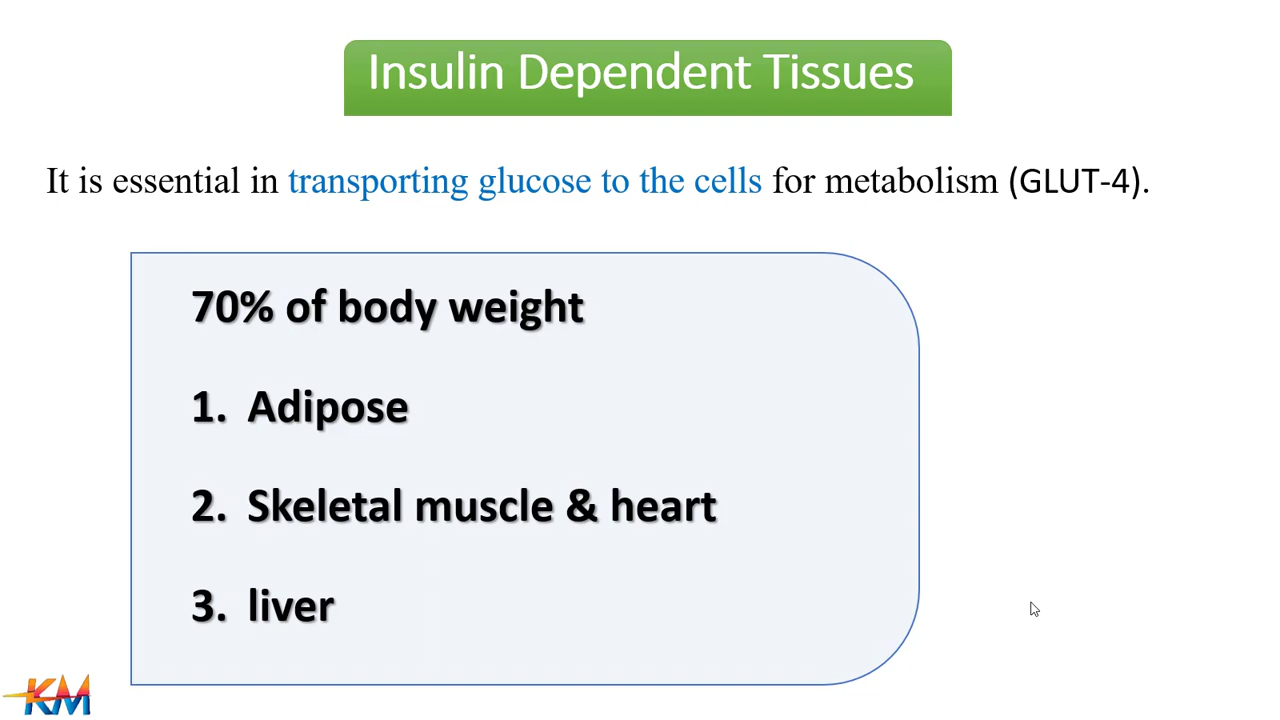 Insulin Dependent Tissues
It is essential in transporting glucose to the cells for metabolism (GLUT-4).
70% of body weight
1. Adipose
2. Skeletal muscle & heart
3. liver
KM